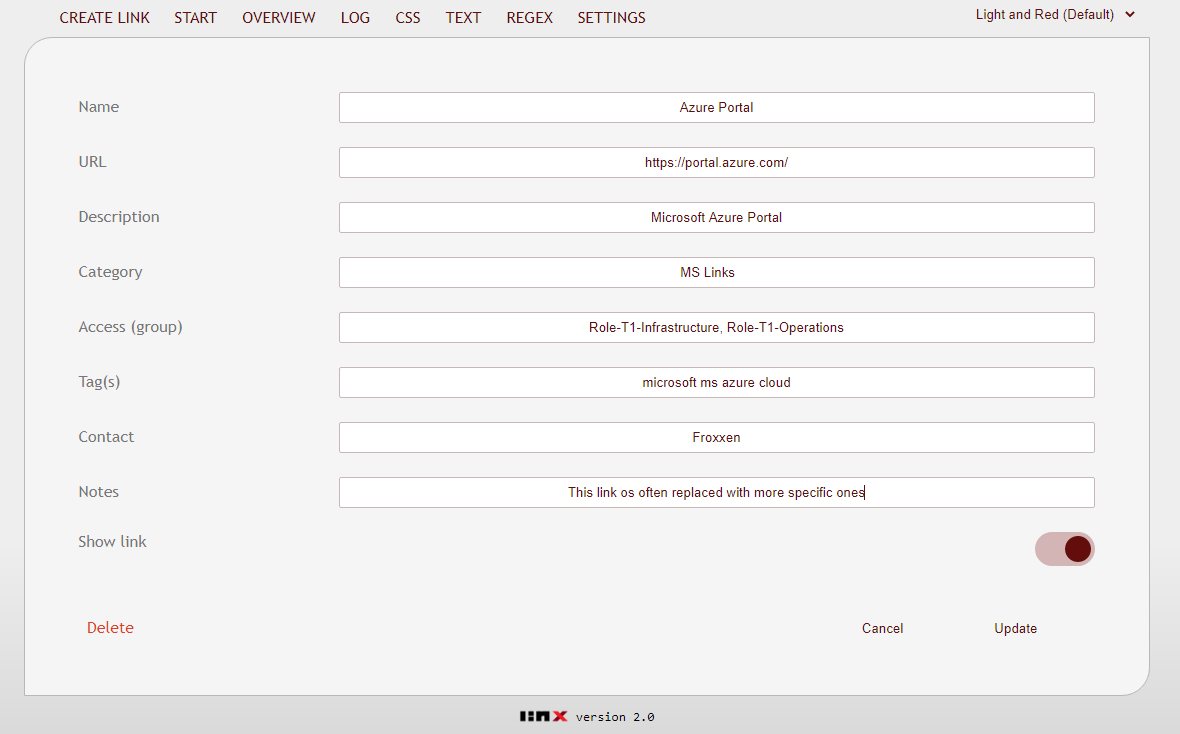 CREATE LINK START OVERVIEW LOG CSS TEXT REGEX SETTINGS Light and Red (Default)
Name Azure Portal
URL https://portal.azure.com/
Description Microsoft Azure Portal
Category MS Links
Access (group) Role-T1-Infrastructure, Role-T1-Operations
Tag(s) microsoft ms azure cloud
Contact Froxxen
Notes This link os often replaced with more specific ones
Show link
Delete Cancel Update
linx version 2.0